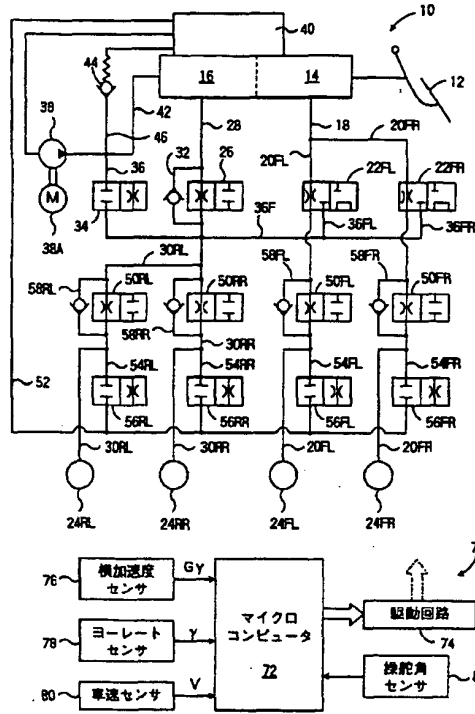 10
40
44
16
14
12
42
38
46
28
18
20FR
M
36
32
26
20FL
22FL
22FR
38A
34
36F
36FL
36FR
30RL
58FL
58FR
58RL
50RL
50RR
50FL
50FR
58RR
30RR
54RL
54RR
54FL
54FR
52
56RL
56RR
56FL
56FR
30RL
30RR
20FL
20FR
24RL
24RR
24FL
24FR
76
横加速度
センサ
Gy
78
ヨーレート
センサ
γ
80
車速センサ
V
マイクロ
コンピュータ
72
駆動回路
74
操舵角
センサ